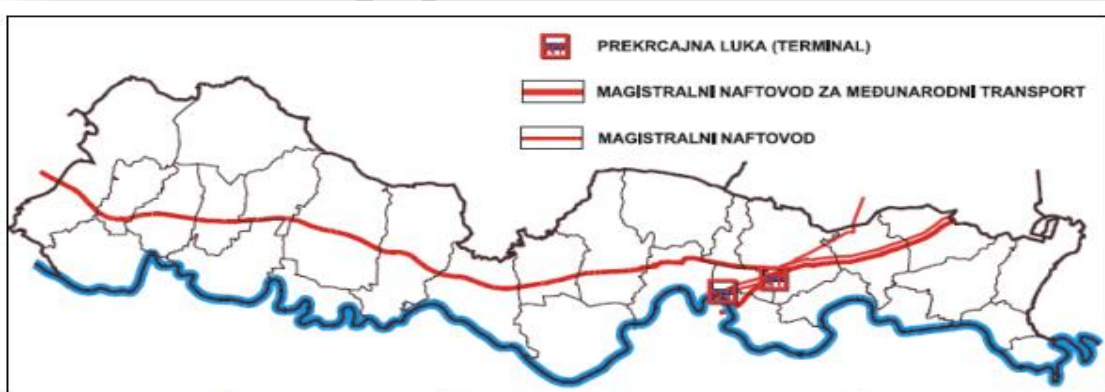 PREKRCAJNA LUKA (TERMINAL)
MAGISTRALNI NAFTOVOD ZA MEĐUNARODNI TRANSPORT
MAGISTRALNI NAFTOVOD